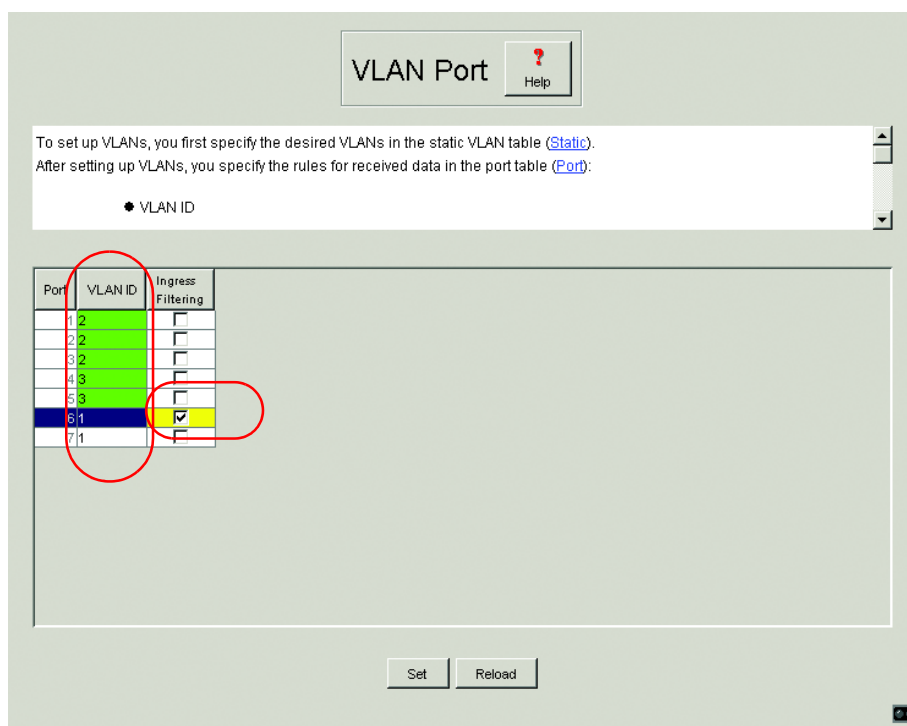 VLAN Port
?
Help
To set up VLANs, you first specify the desired VLANs in the static VLAN table (Static).
After setting up VLANs, you specify the rules for received data in the port table (Port):
● VLAN ID
Port VLAN ID Ingress Filtering
1 2
2 2
3 2
4 3
5 3
6 1
7 1
Set Reload